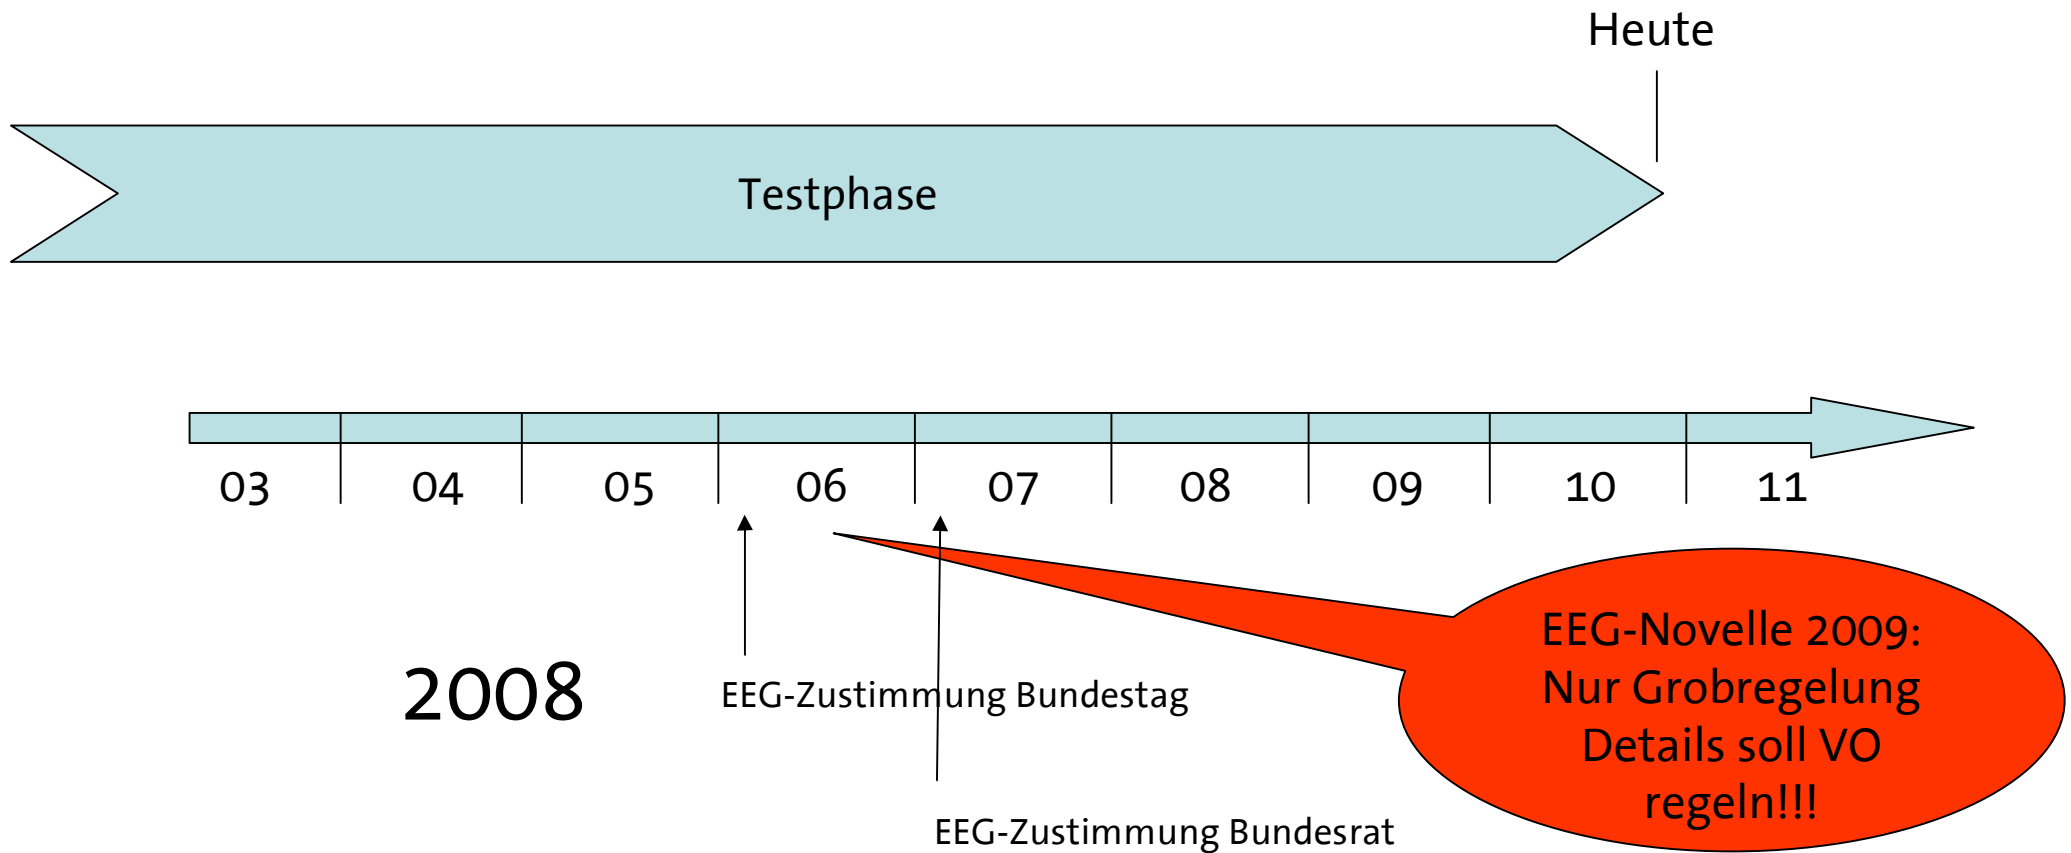 Heute
Testphase
03 04 05 06 07 08 09 10 11
2008
EEG-Zustimmung Bundestag
EEG-Zustimmung Bundesrat
EEG-Novelle 2009:
Nur Grobregelung
Details soll VO
regeln!!!